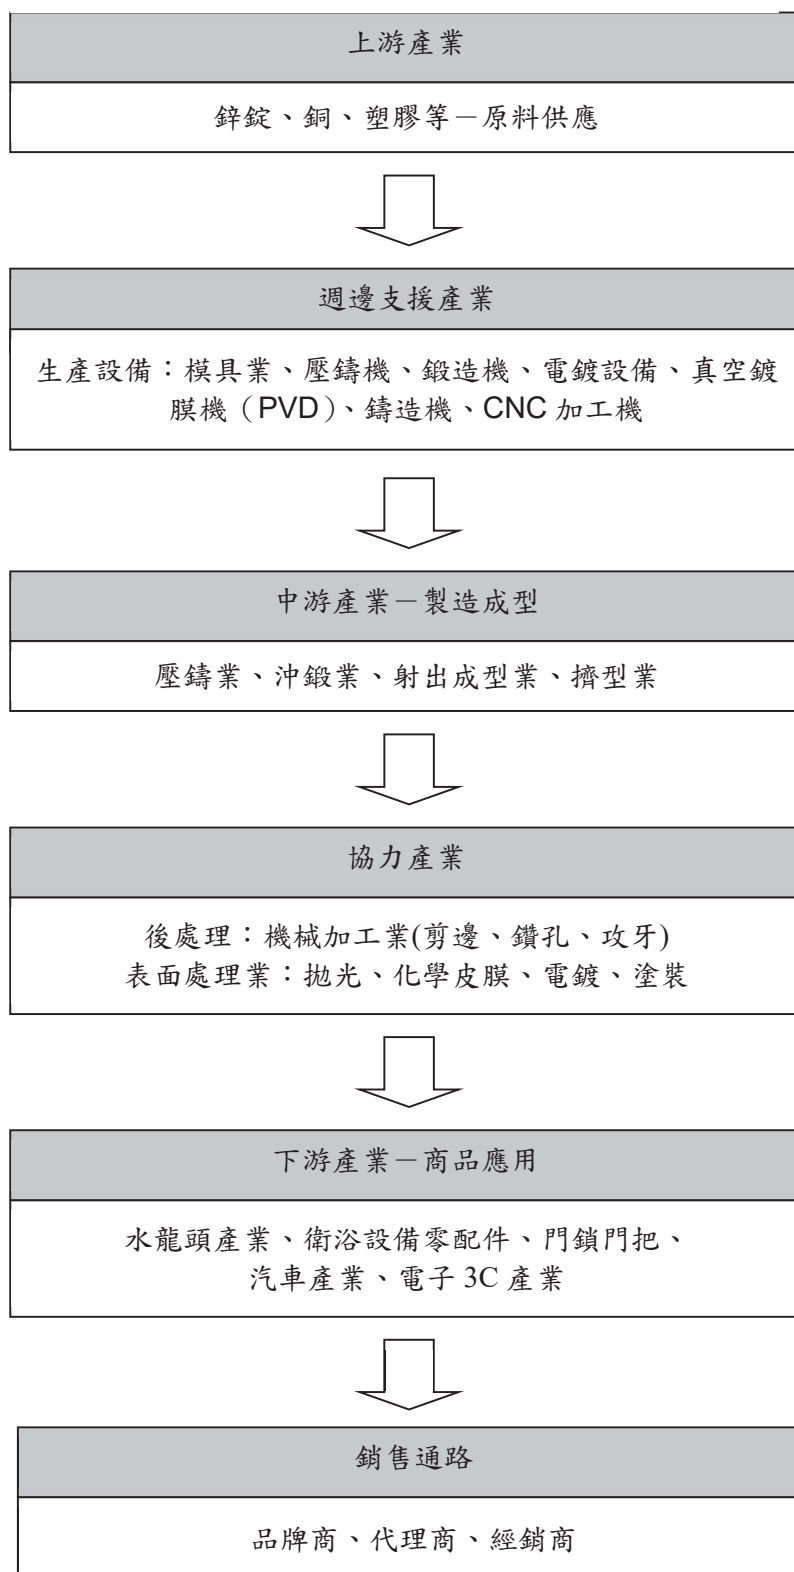 上游產業
鋅錠、銅、塑膠等－原料供應
週邊支援產業
生產設備：模具業、壓鑄機、鍛造機、電鍍設備、真空鍍
膜機（PVD）、鑄造機、CNC 加工機
中游產業－製造成型
壓鑄業、沖鍛業、射出成型業、擠型業
協力產業
後處理：機械加工業(剪邊、鑽孔、攻牙)
表面處理業：拋光、化學皮膜、電鍍、塗裝
下游產業－商品應用
水龍頭產業、衛浴設備零配件、門鎖門把、
汽車產業、電子 3C 產業
銷售通路
品牌商、代理商、經銷商